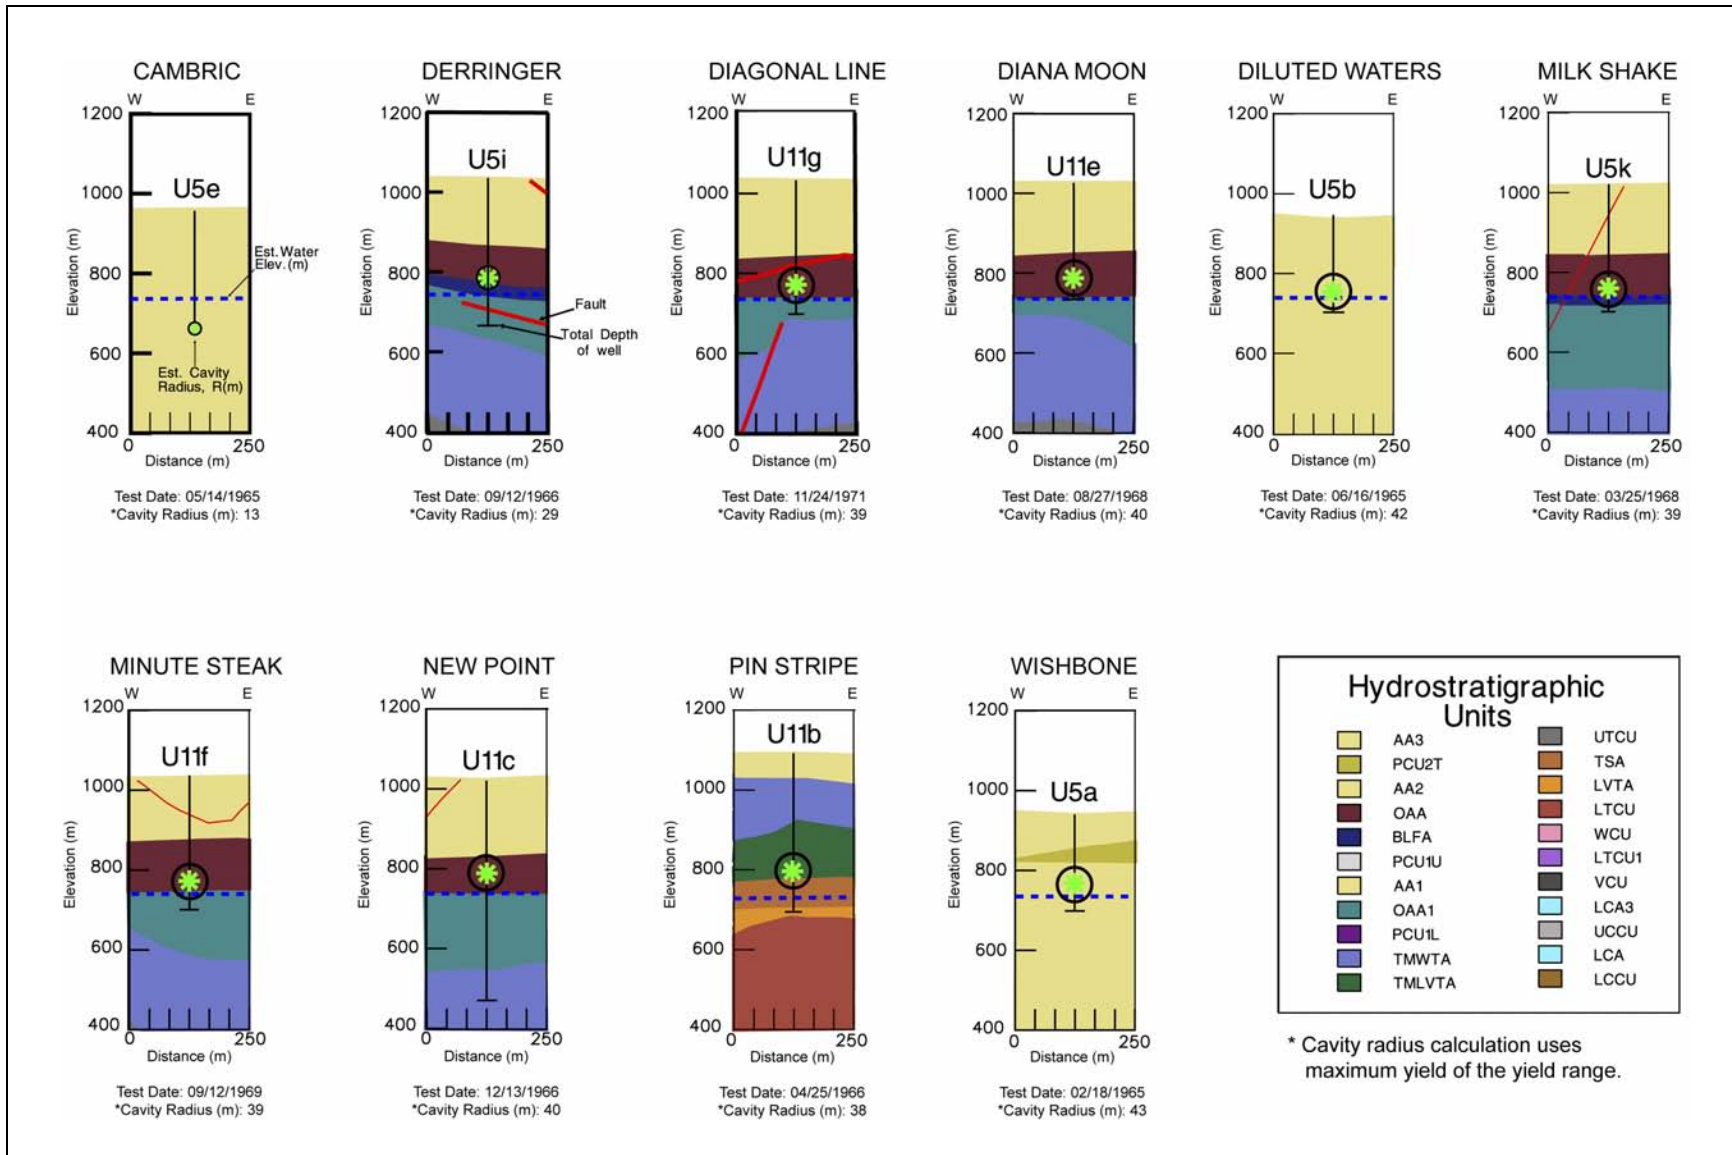 CAMBRIC
W E
1200
1000
800
600
400
Elevation (m)
U5e
Est. Water
Elev. (m)
Est. Cavity
Radius, R(m)
0 250
Distance (m)
Test Date: 05/14/1965
*Cavity Radius (m): 13
DERRINGER
W E
1200
1000
800
600
400
Elevation (m)
U5i
Fault
Total Depth
of well
0 250
Distance (m)
Test Date: 09/12/1966
*Cavity Radius (m): 29
DIAGONAL LINE
W E
1200
1000
800
600
400
Elevation (m)
U11g
0 250
Distance (m)
Test Date: 11/24/1971
*Cavity Radius (m): 39
DIANA MOON
W E
1200
1000
800
600
400
Elevation (m)
U11e
0 250
Distance (m)
Test Date: 08/27/1968
*Cavity Radius (m): 40
DILUTED WATERS
W E
1200
1000
800
600
400
Elevation (m)
U5b
0 250
Distance (m)
Test Date: 06/16/1965
*Cavity Radius (m): 42
MILK SHAKE
W E
1200
1000
800
600
400
Elevation (m)
U5k
0 250
Distance (m)
Test Date: 03/25/1968
*Cavity Radius (m): 39
MINUTE STEAK
W E
1200
1000
800
600
400
Elevation (m)
U11f
0 250
Distance (m)
Test Date: 09/12/1969
*Cavity Radius (m): 39
NEW POINT
W E
1200
1000
800
600
400
Elevation (m)
U11c
0 250
Distance (m)
Test Date: 12/13/1966
*Cavity Radius (m): 40
PIN STRIPE
W E
1200
1000
800
600
400
Elevation (m)
U11b
0 250
Distance (m)
Test Date: 04/25/1966
*Cavity Radius (m): 38
WISHBONE
W E
1200
1000
800
600
400
Elevation (m)
U5a
0 250
Distance (m)
Test Date: 02/18/1965
*Cavity Radius (m): 43
Hydrostratigraphic
Units
AA3
PCU2T
AA2
OAA
BLFA
PCU1U
AA1
OAA1
PCU1L
TMWTA
TMLVTA
UTCU
TSA
LVTA
LTCU
WCU
LTCU1
VCU
LCA3
UCCU
LCA
LCCU
* Cavity radius calculation uses
maximum yield of the yield range.